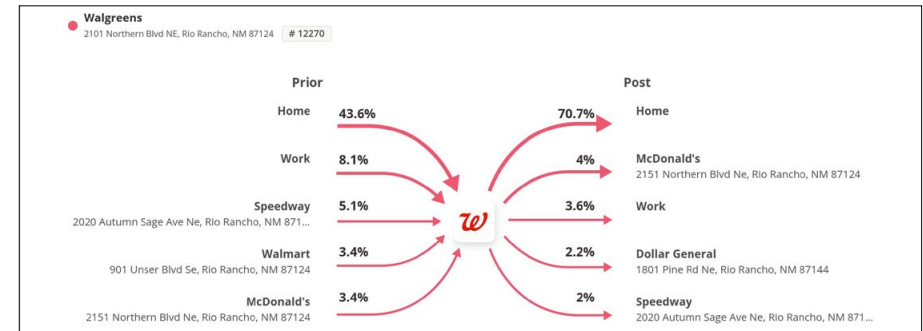 Walgreens
2101 Northern Blvd NE, Rio Rancho, NM 87124 # 12270
Prior
Post
Home 43.6%
70.7% Home
Work 8.1%
4% McDonald's
2151 Northern Blvd Ne, Rio Rancho, NM 87124
Speedway 5.1%
2020 Autumn Sage Ave Ne, Rio Rancho, NM 871...
3.6% Work
Walmart 3.4%
901 Unser Blvd Se, Rio Rancho, NM 87124
2.2% Dollar General
1801 Pine Rd Ne, Rio Rancho, NM 87144
McDonald's 3.4%
2151 Northern Blvd Ne, Rio Rancho, NM 87124
2% Speedway
2020 Autumn Sage Ave Ne, Rio Rancho, NM 871...
W